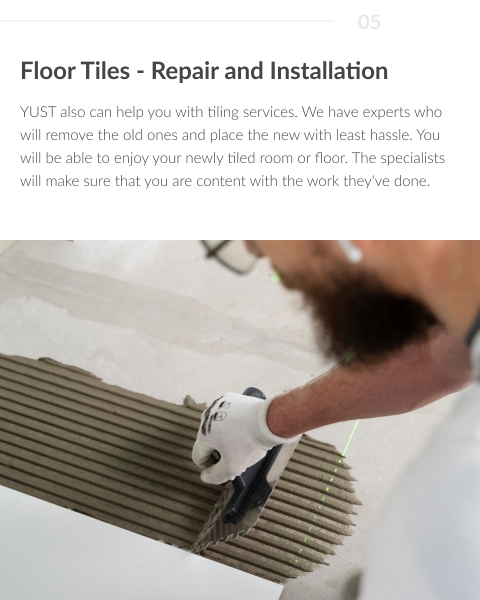 05
Floor Tiles - Repair and Installation
YUST also can help you with tiling services. We have experts who
will remove the old ones and place the new with least hassle. You
will be able to enjoy your newly tiled room or floor. The specialists
will make sure that you are content with the work they've done.